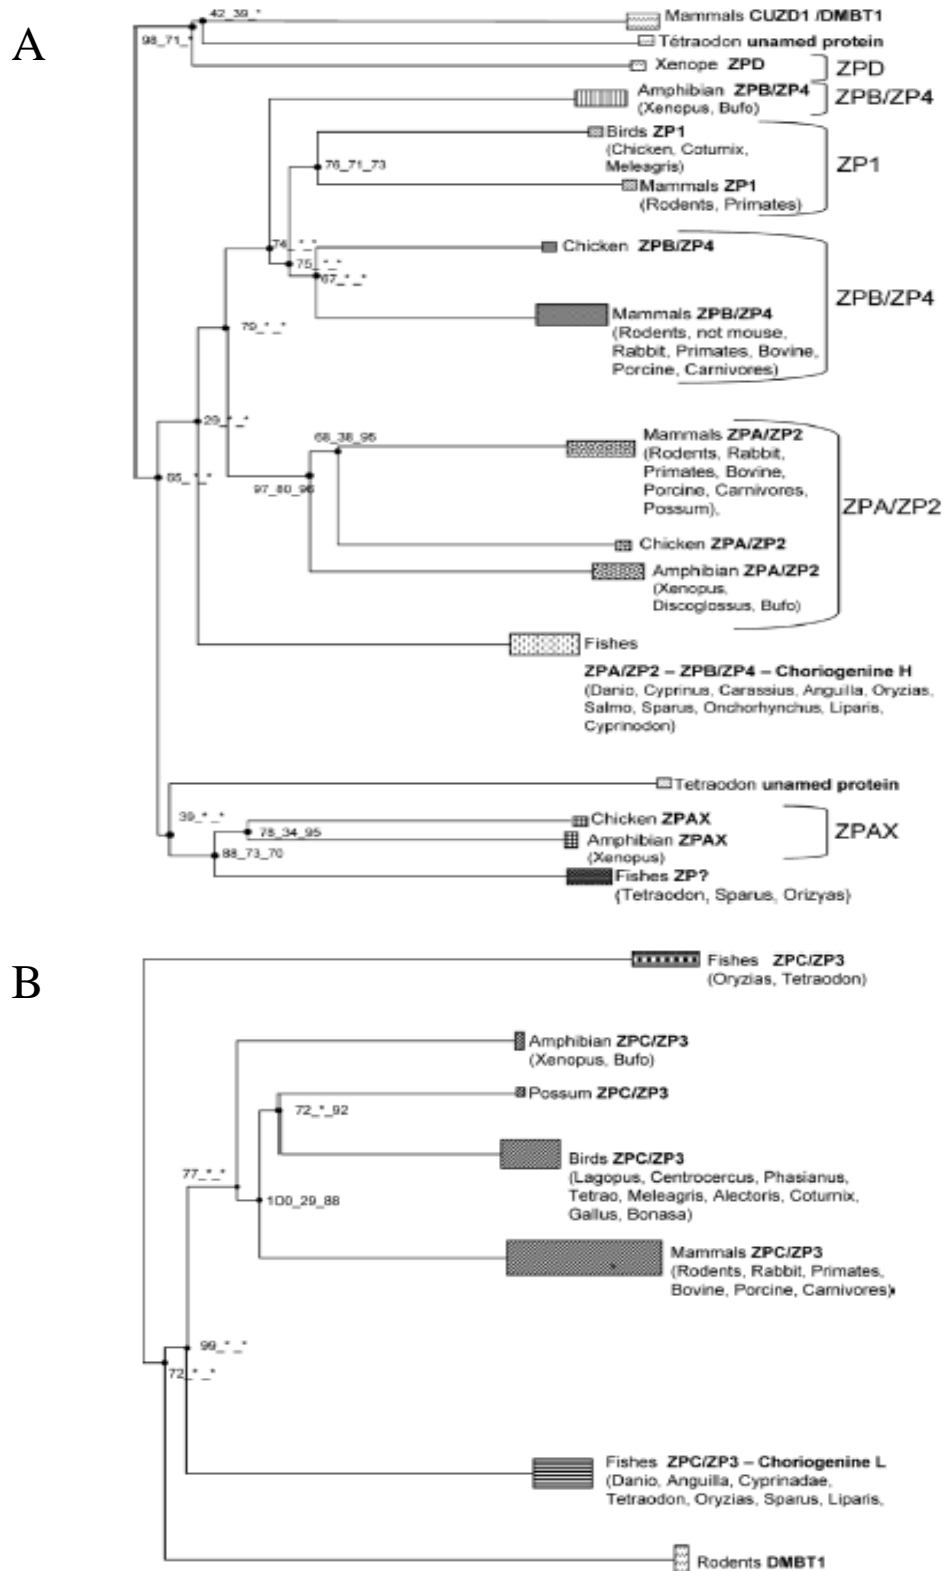 A
42_39_*
98_71_*
Mammals CUZD1 /DMBT1
Tétraodon unamed protein
Xenope ZPD
ZPD
Amphibian ZPB/ZP4
(Xenopus, Bufo)
ZPB/ZP4
Birds ZP1
(Chicken, Coturnix,
Meleagris)
76_71_73
Mammals ZP1
(Rodents, Primates)
ZP1
74_*_*
75_*_*
67_*_*
Chicken ZPB/ZP4
Mammals ZPB/ZP4
(Rodents, not mouse,
Rabbit, Primates, Bovine,
Porcine, Carnivores)
ZPB/ZP4
79_*_*
29_*_*
68_38_95
97_80_96
65_*_*
Mammals ZPA/ZP2
(Rodents, Rabbit,
Primates, Bovine,
Porcine, Carnivores,
Possum),
Chicken ZPA/ZP2
Amphibian ZPA/ZP2
(Xenopus,
Discoglossus, Bufo)
ZPA/ZP2
Fishes
ZPA/ZP2 – ZPB/ZP4 – Choriogenine H
(Danio, Cyprinus, Carassius, Anguilla, Oryzias,
Salmo, Sparus, Onchorhynchus, Liparis,
Cyprinodon)
Tetraodon unamed protein
39_*_*
78_34_95
88_73_70
Chicken ZPAX
Amphibian ZPAX
(Xenopus)
ZPAX
Fishes ZP?
(Tetraodon, Sparus, Orizyas)
B
Fishes ZPC/ZP3
(Oryzias, Tetraodon)
Amphibian ZPC/ZP3
(Xenopus, Bufo)
Possum ZPC/ZP3
72_*_92
Birds ZPC/ZP3
(Lagopus, Centrocercus, Phasianus,
Tetrao, Meleagris, Alectoris, Coturnix,
Gallus, Bonasa)
77_*_*
100_29_88
Mammals ZPC/ZP3
(Rodents, Rabbit, Primates,
Bovine, Porcine, Carnivores)
99_*_*
72_*_*
Fishes ZPC/ZP3 – Choriogenine L
(Danio, Anguilla, Cyprinadae,
Tetraodon, Oryzias, Sparus, Liparis,
Rodents DMBT1